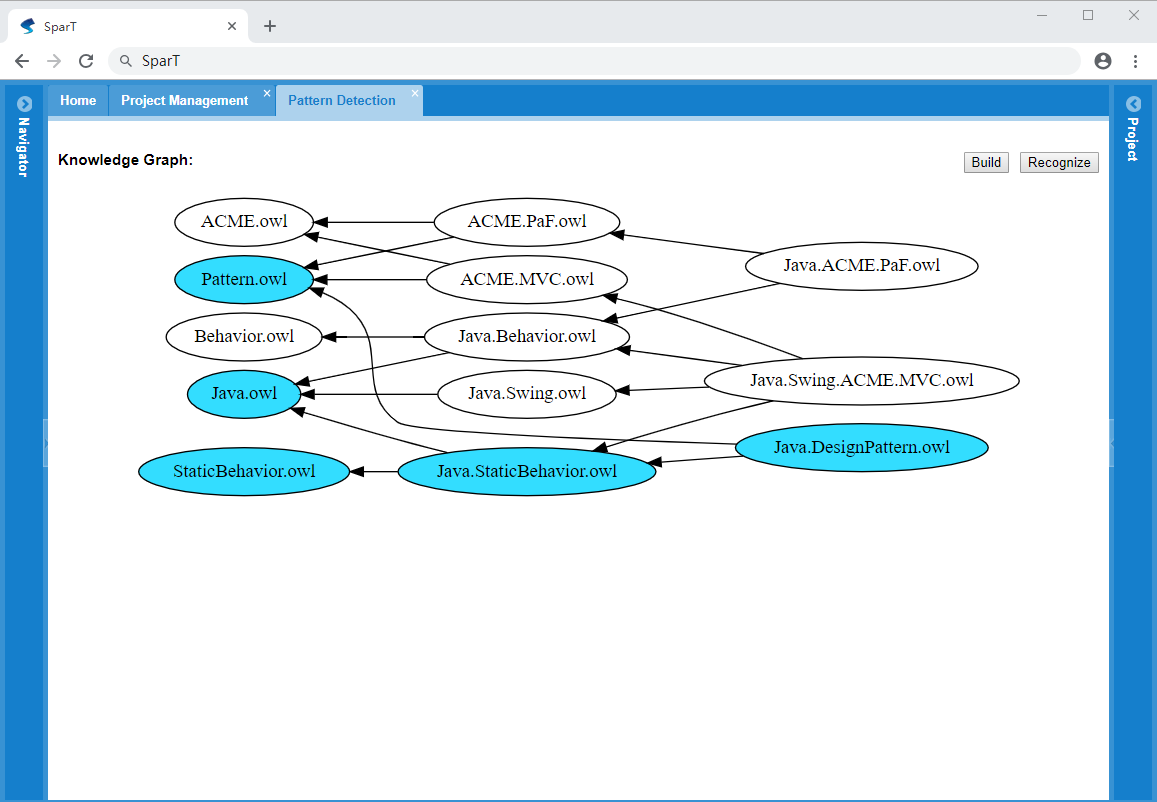 SparT
SparT
Navigator
Home
Project Management
Pattern Detection
Project
Knowledge Graph:
Build
Recognize
ACME.owl
ACME.PaF.owl
Java.ACME.PaF.owl
Pattern.owl
ACME.MVC.owl
Behavior.owl
Java.Behavior.owl
Java.Swing.ACME.MVC.owl
Java.owl
Java.Swing.owl
Java.DesignPattern.owl
StaticBehavior.owl
Java.StaticBehavior.owl